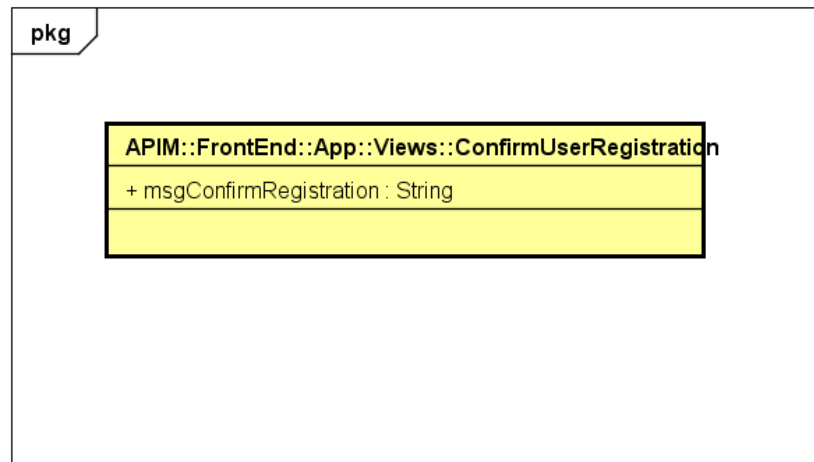 pkg
APIM::FrontEnd::App::Views::ConfirmUserRegistration
+ msgConfirmRegistration : String